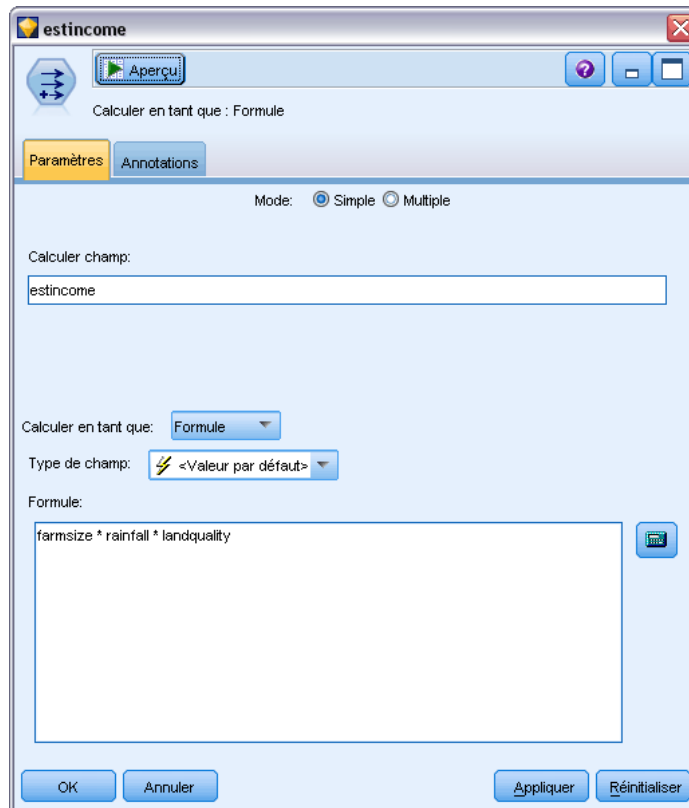 estincome
Aperçu
Calculer en tant que : Formule
Paramètres Annotations
Mode: Simple Multiple
Calculer champ:
estincome
Calculer en tant que: Formule
Type de champ: <Valeur par défaut>
Formule:
farmsize * rainfall * landquality
OK Annuler Appliquer Réinitialiser